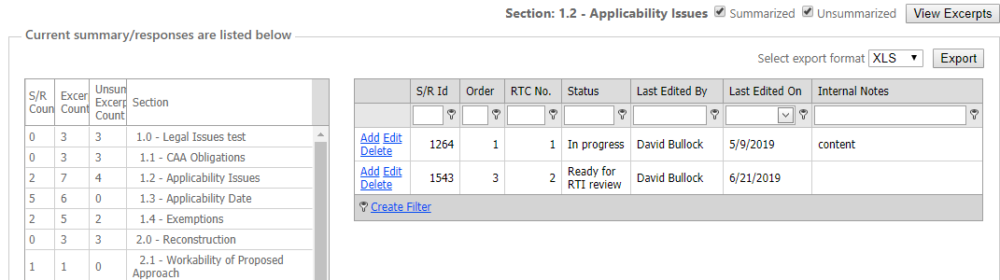 Section: 1.2 - Applicability Issues Summarized Unsummarized View Excerpts
Current summary/responses are listed below
Select export format XLS Export
S/R Coun
Excer Count
Unsum Excerp Count
Section
0 3 3 1.0 - Legal Issues test
0 3 3 1.1 - CAA Obligations
2 7 4 1.2 - Applicability Issues
5 6 0 1.3 - Applicability Date
2 5 2 1.4 - Exemptions
0 3 3 2.0 - Reconstruction
1 1 0 2.1 - Workability of Proposed
Approach
S/R Id Order RTC No. Status Last Edited By Last Edited On Internal Notes
Add Edit
Delete
1264 1 1 In progress David Bullock 5/9/2019 content
Add Edit
Delete
1543 3 2 Ready for
RTI review
David Bullock 6/21/2019
Create Filter